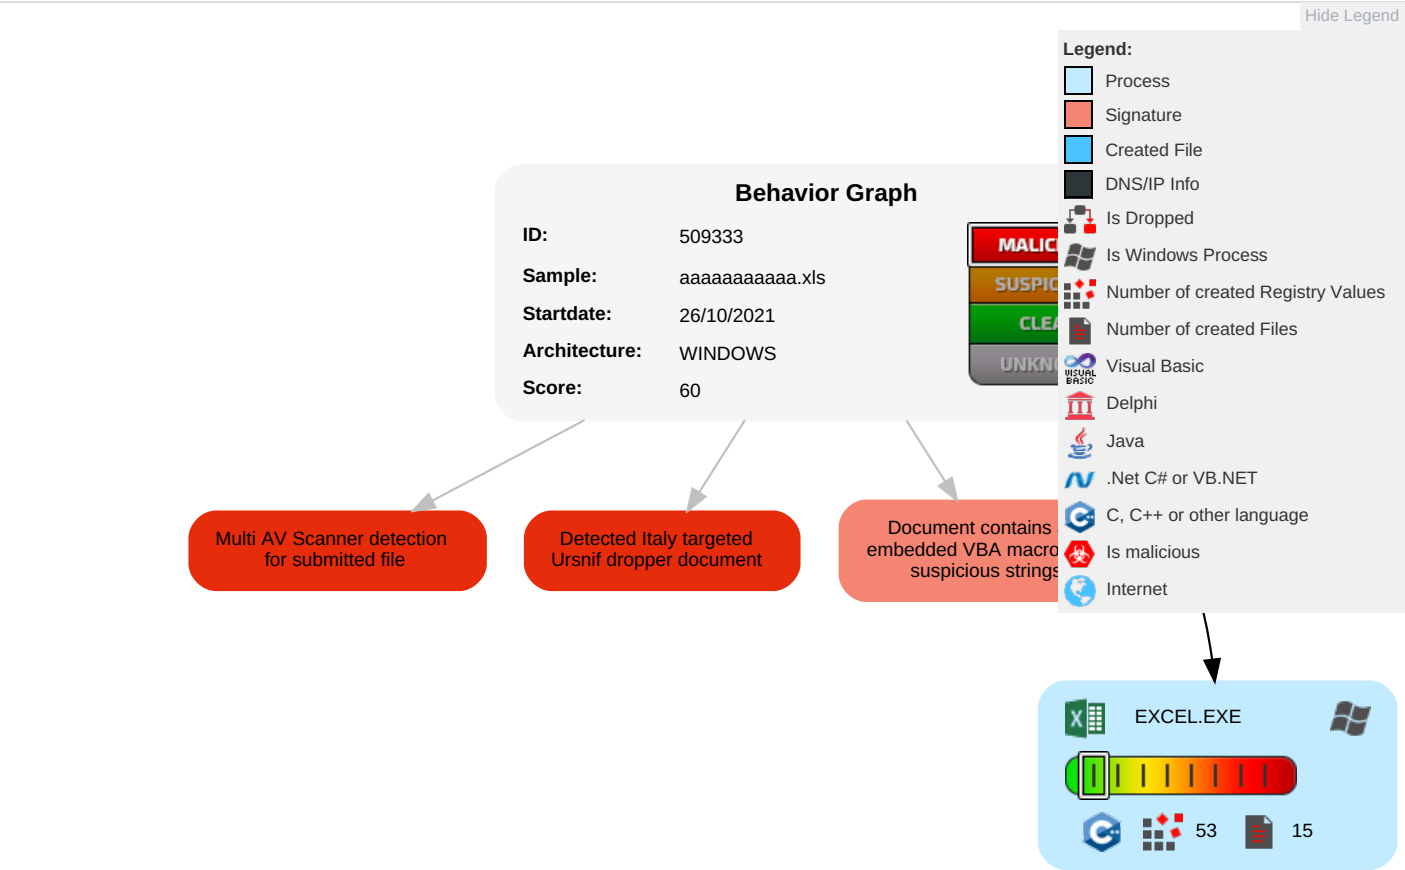 Hide Legend
Legend:
Process
Signature
Created File
DNS/IP Info
Is Dropped
Is Windows Process
Number of created Registry Values
Number of created Files
Visual Basic
VISUAL
BASIC
Delphi
Java
.Net C# or VB.NET
C, C++ or other language
Is malicious
Internet
Behavior Graph
ID: 509333
Sample: aaaaaaaaaaa.xls
Startdate: 26/10/2021
Architecture: WINDOWS
Score: 60
Multi AV Scanner detection
for submitted file
Detected Italy targeted
Ursnif dropper document
Document contains
embedded VBA macro
suspicious strings
EXCEL.EXE
53 15